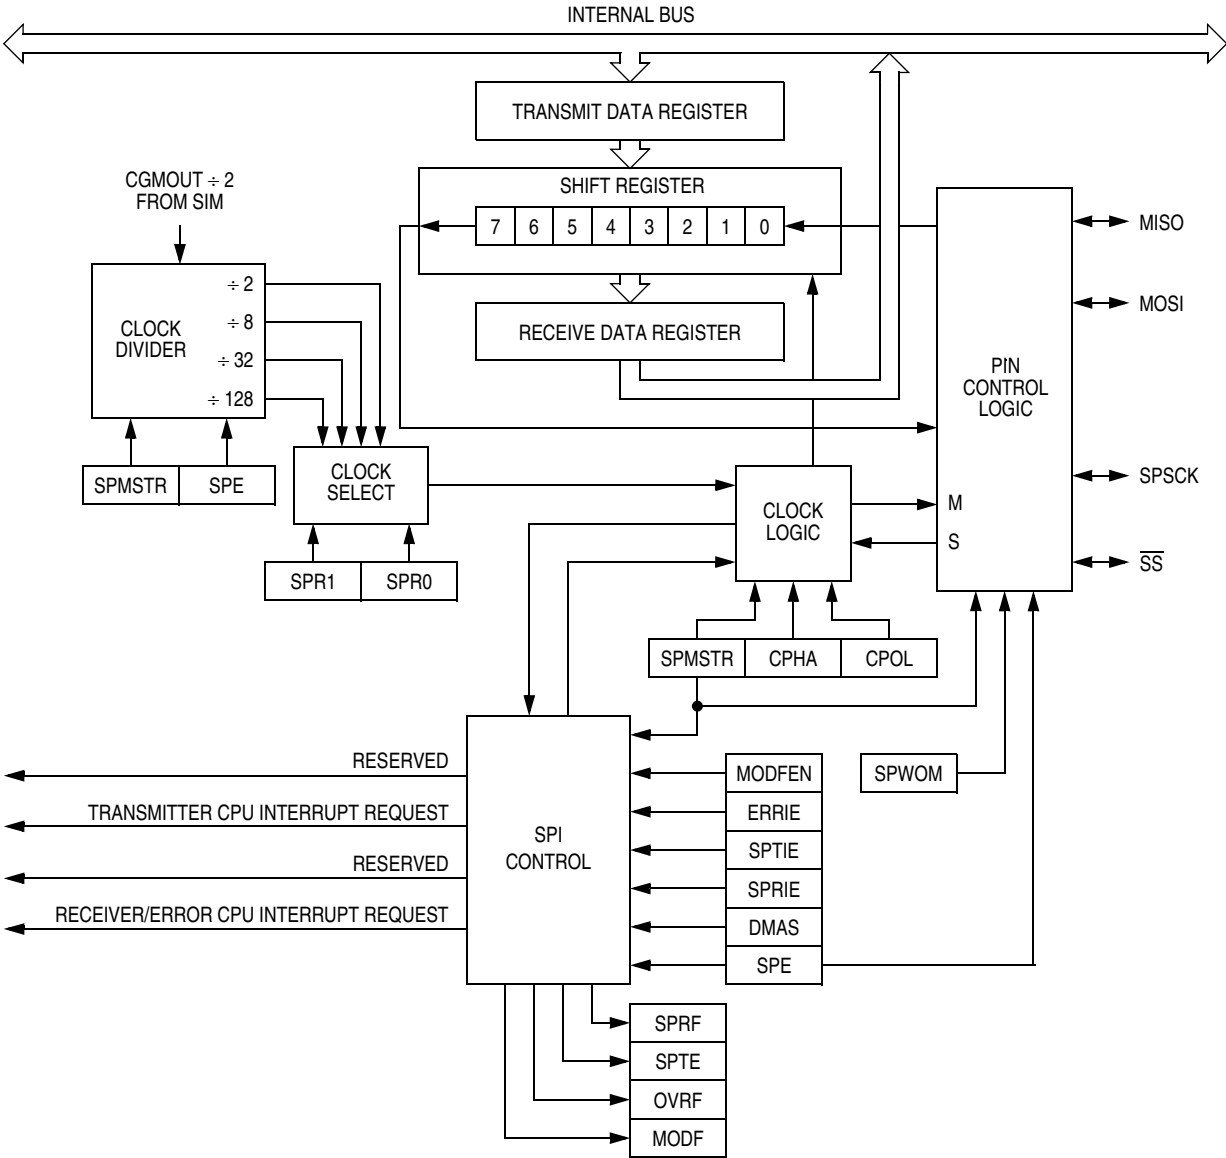 INTERNAL BUS
TRANSMIT DATA REGISTER
CGMOUT ÷ 2
FROM SIM
SHIFT REGISTER
7 6 5 4 3 2 1 0
MISO
÷ 2
÷ 8
÷ 32
÷ 128
CLOCK
DIVIDER
RECEIVE DATA REGISTER
MOSI
PIN
CONTROL
LOGIC
SPMSTR SPE
CLOCK
SELECT
SPSCK
CLOCK
LOGIC
M
S
SS
SPR1 SPR0
SPMSTR CPHA CPOL
RESERVED
TRANSMITTER CPU INTERRUPT REQUEST
RESERVED
RECEIVER/ERROR CPU INTERRUPT REQUEST
SPI
CONTROL
MODFEN
ERRIE
SPTIE
SPRIE
DMAS
SPE
SPWOM
SPRF
SPTE
OVRF
MODF